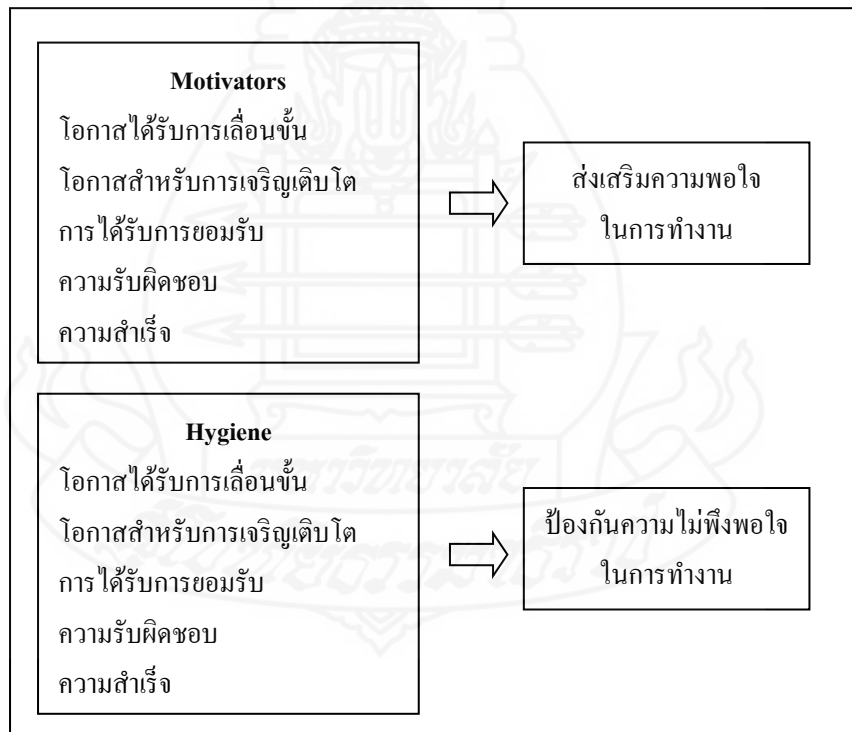 Motivators
โอกาสได้รับการเลื่อนขั้น
โอกาสสำหรับการเจริญเติบโต
การได้รับการยอมรับ
ความรับผิดชอบ
ความสำเร็จ
ส่งเสริมความพอใจ
ในการทำงาน
Hygiene
โอกาสได้รับการเลื่อนขั้น
โอกาสสำหรับการเจริญเติบโต
การได้รับการยอมรับ
ความรับผิดชอบ
ความสำเร็จ
ป้องกันความไม่พึงพอใจ
ในการทำงาน